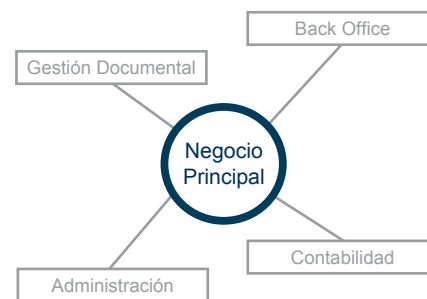 Back Office
Gestión Documental
Negocio
Principal
Contabilidad
Administración